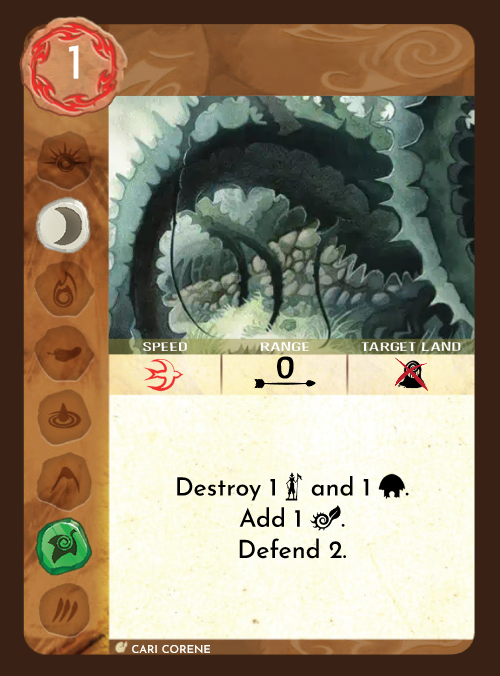 1
SPEED RANGE TARGET LAND
0
Destroy 1 and 1 .
Add 1 .
Defend 2.
CARI CORENE